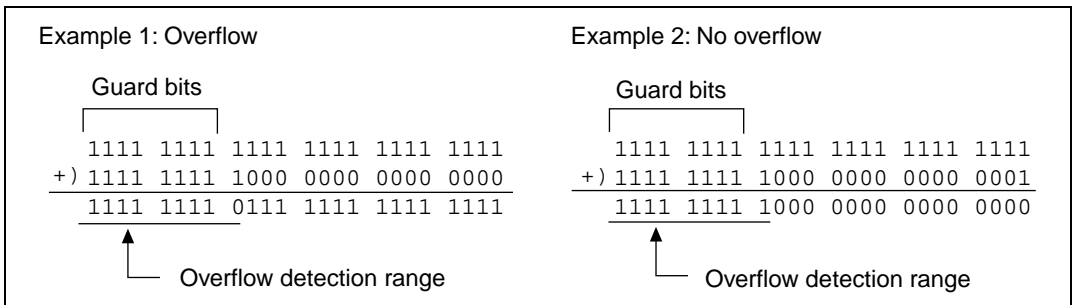 Example 1: Overflow
Guard bits
1111 1111 1111 1111 1111 1111
+) 1111 1111 1000 0000 0000 0000
1111 1111 0111 1111 1111 1111
Overflow detection range
Example 2: No overflow
Guard bits
1111 1111 1111 1111 1111 1111
+) 1111 1111 1000 0000 0000 0001
1111 1111 1000 0000 0000 0000
Overflow detection range